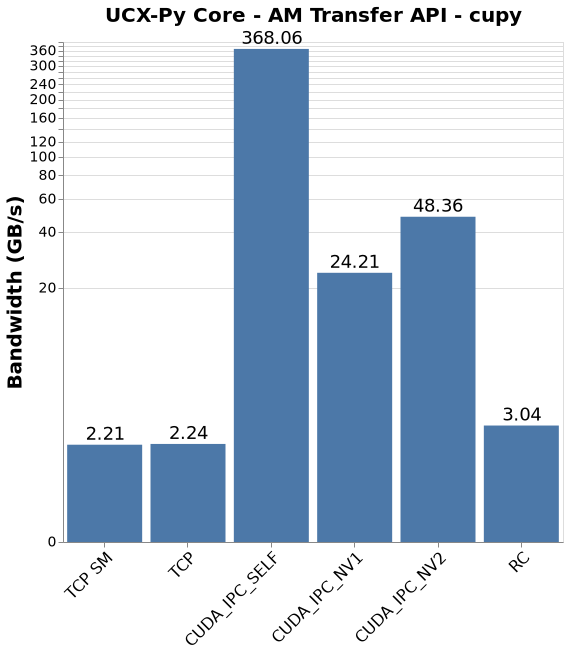 UCX-Py Core - AM Transfer API - cupy
Bandwidth (GB/s)
360
300
240
200
160
120
100
80
60
40
20
0
2.21
2.24
368.06
24.21
48.36
3.04
TCP SM
TCP
CUDA_IPC_SELF
CUDA_IPC_NV1
CUDA_IPC_NV2
RC